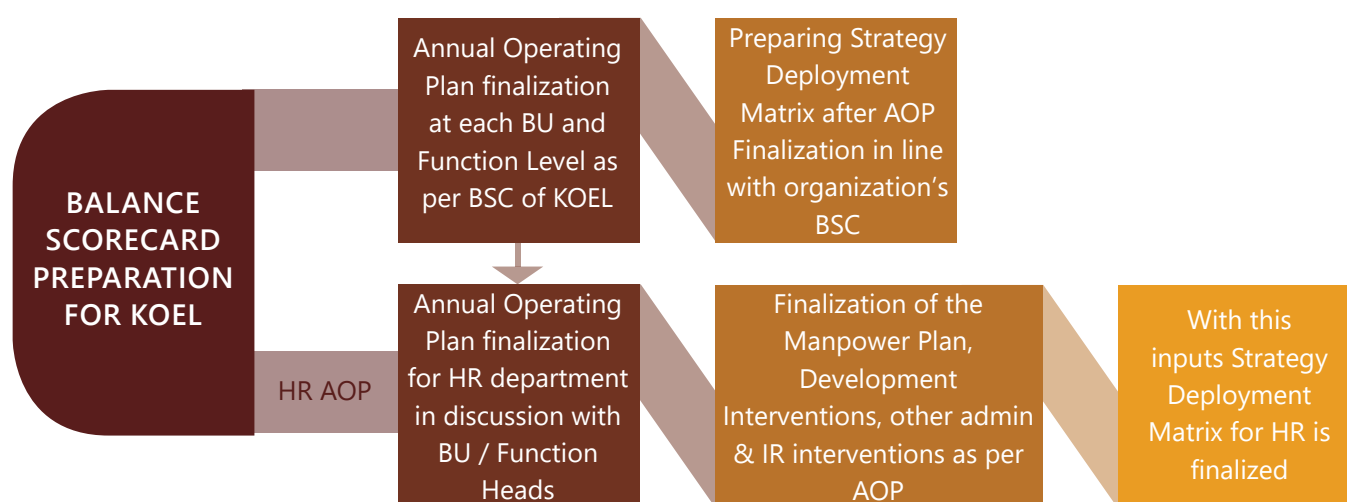 BALANCE
SCORECARD
PREPARATION
FOR KOEL
Annual Operating
Plan finalization
at each BU and
Function Level as
per BSC of KOEL
Preparing Strategy
Deployment
Matrix after AOP
Finalization in line
with organization’s
BSC
HR AOP
Annual Operating
Plan finalization
for HR department
in discussion with
BU / Function
Heads
Finalization of the
Manpower Plan,
Development
Interventions, other admin
& IR interventions as per
AOP
With this
inputs Strategy
Deployment
Matrix for HR is
finalized